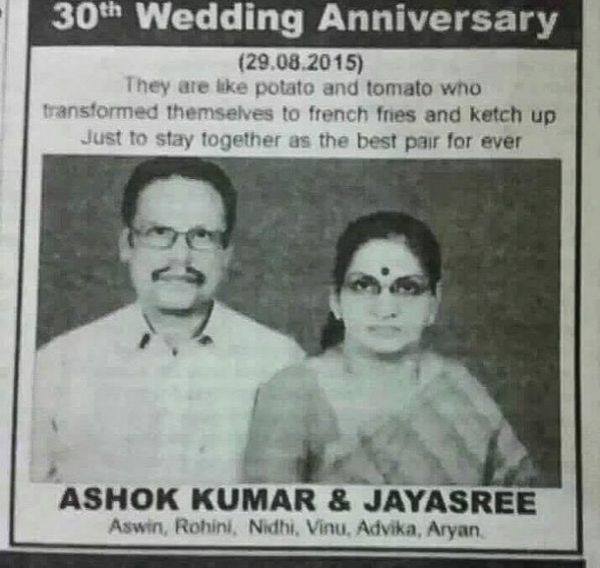 30th Wedding Anniversary
(29.08.2015)
They are like potato and tomato who
transformed themselves to french fries and ketch up
Just to stay together as the best pair for ever
ASHOK KUMAR & JAYASREE
Aswin, Rohini, Nidhi, Vinu, Advika, Aryan.